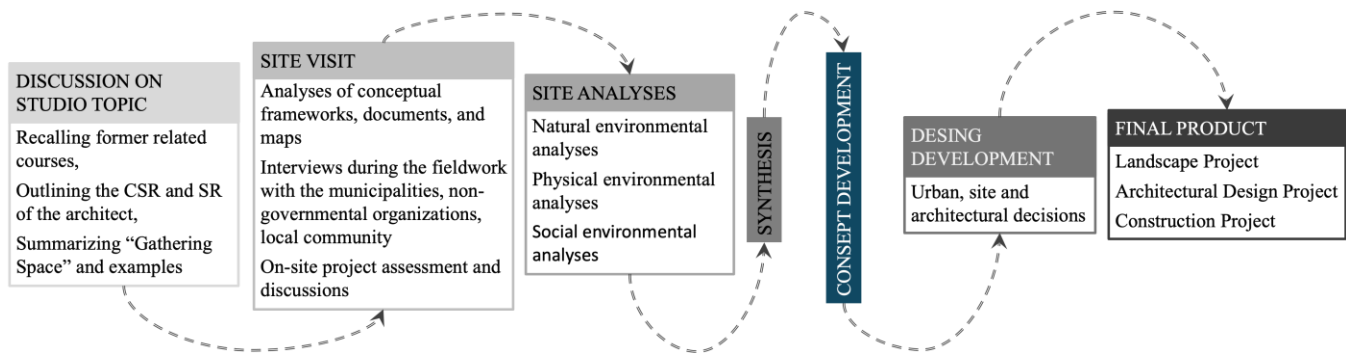 DISCUSSION ON
STUDIO TOPIC
Recalling former related
courses,
Outlining the CSR and SR
of the architect,
Summarizing “Gathering
Space” and examples
SITE VISIT
Analyses of conceptual
frameworks, documents, and
maps
Interviews during the fieldwork
with the municipalities, non-
governmental organizations,
local community
On-site project assessment and
discussions
SITE ANALYSES
Natural environmental
analyses
Physical environmental
analyses
Social environmental
analyses
SYNTHESIS
CONSEPT DEVELOPMENT
DESING
DEVELOPMENT
Urban, site and
architectural decisions
FINAL PRODUCT
Landscape Project
Architectural Design Project
Construction Project